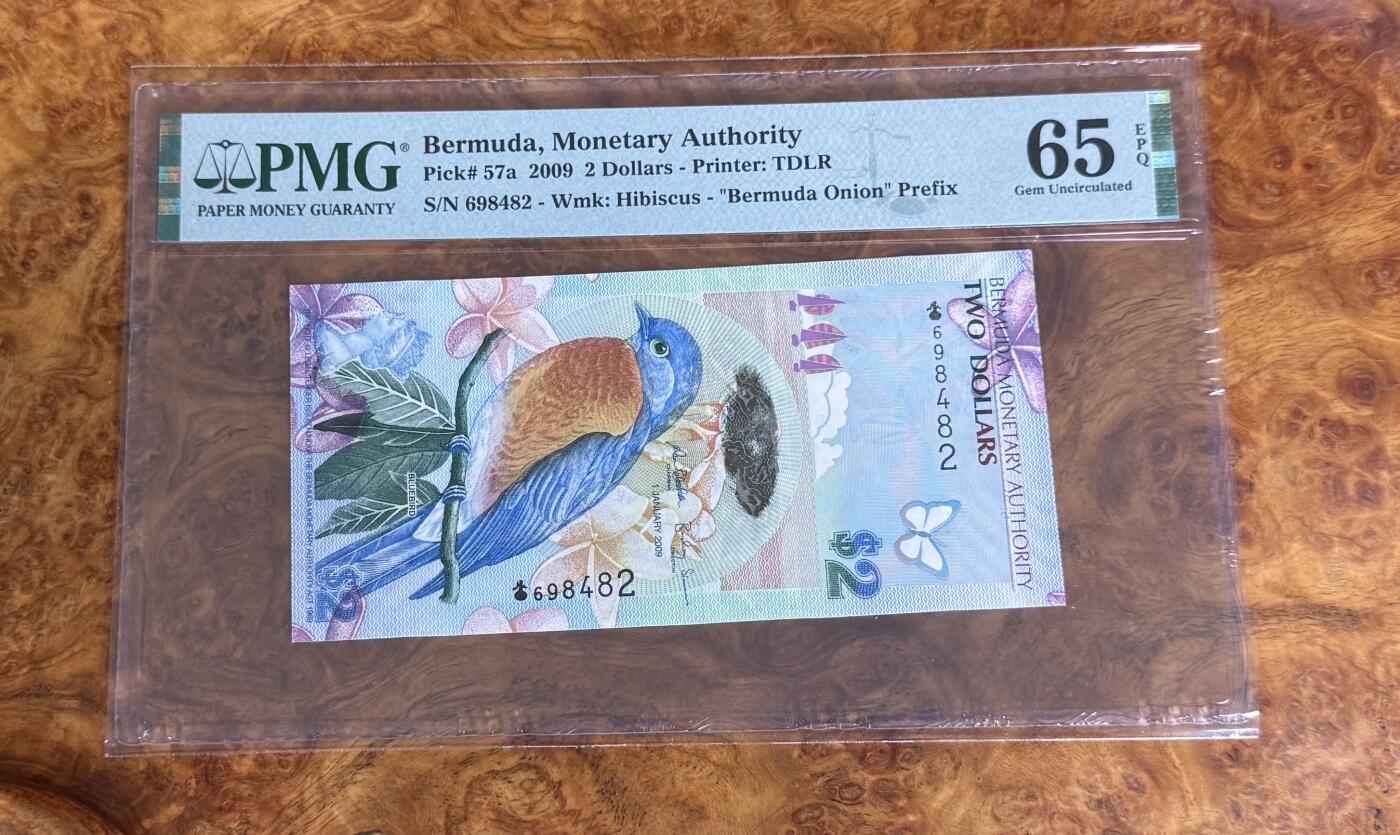 PMG®
PAPER MONEY GUARANTY
Bermuda, Monetary Authority
Pick# 57a 2009 2 Dollars - Printer: TDLR
S/N 698482 - Wmk: Hibiscus - "Bermuda Onion" Prefix
65
EPQ
Gem Uncirculated
BERMUDA MONETARY AUTHORITY
TWO DOLLARS
698482
$2
1 JANUARY 2009
BLUEBIRD
698482
$2